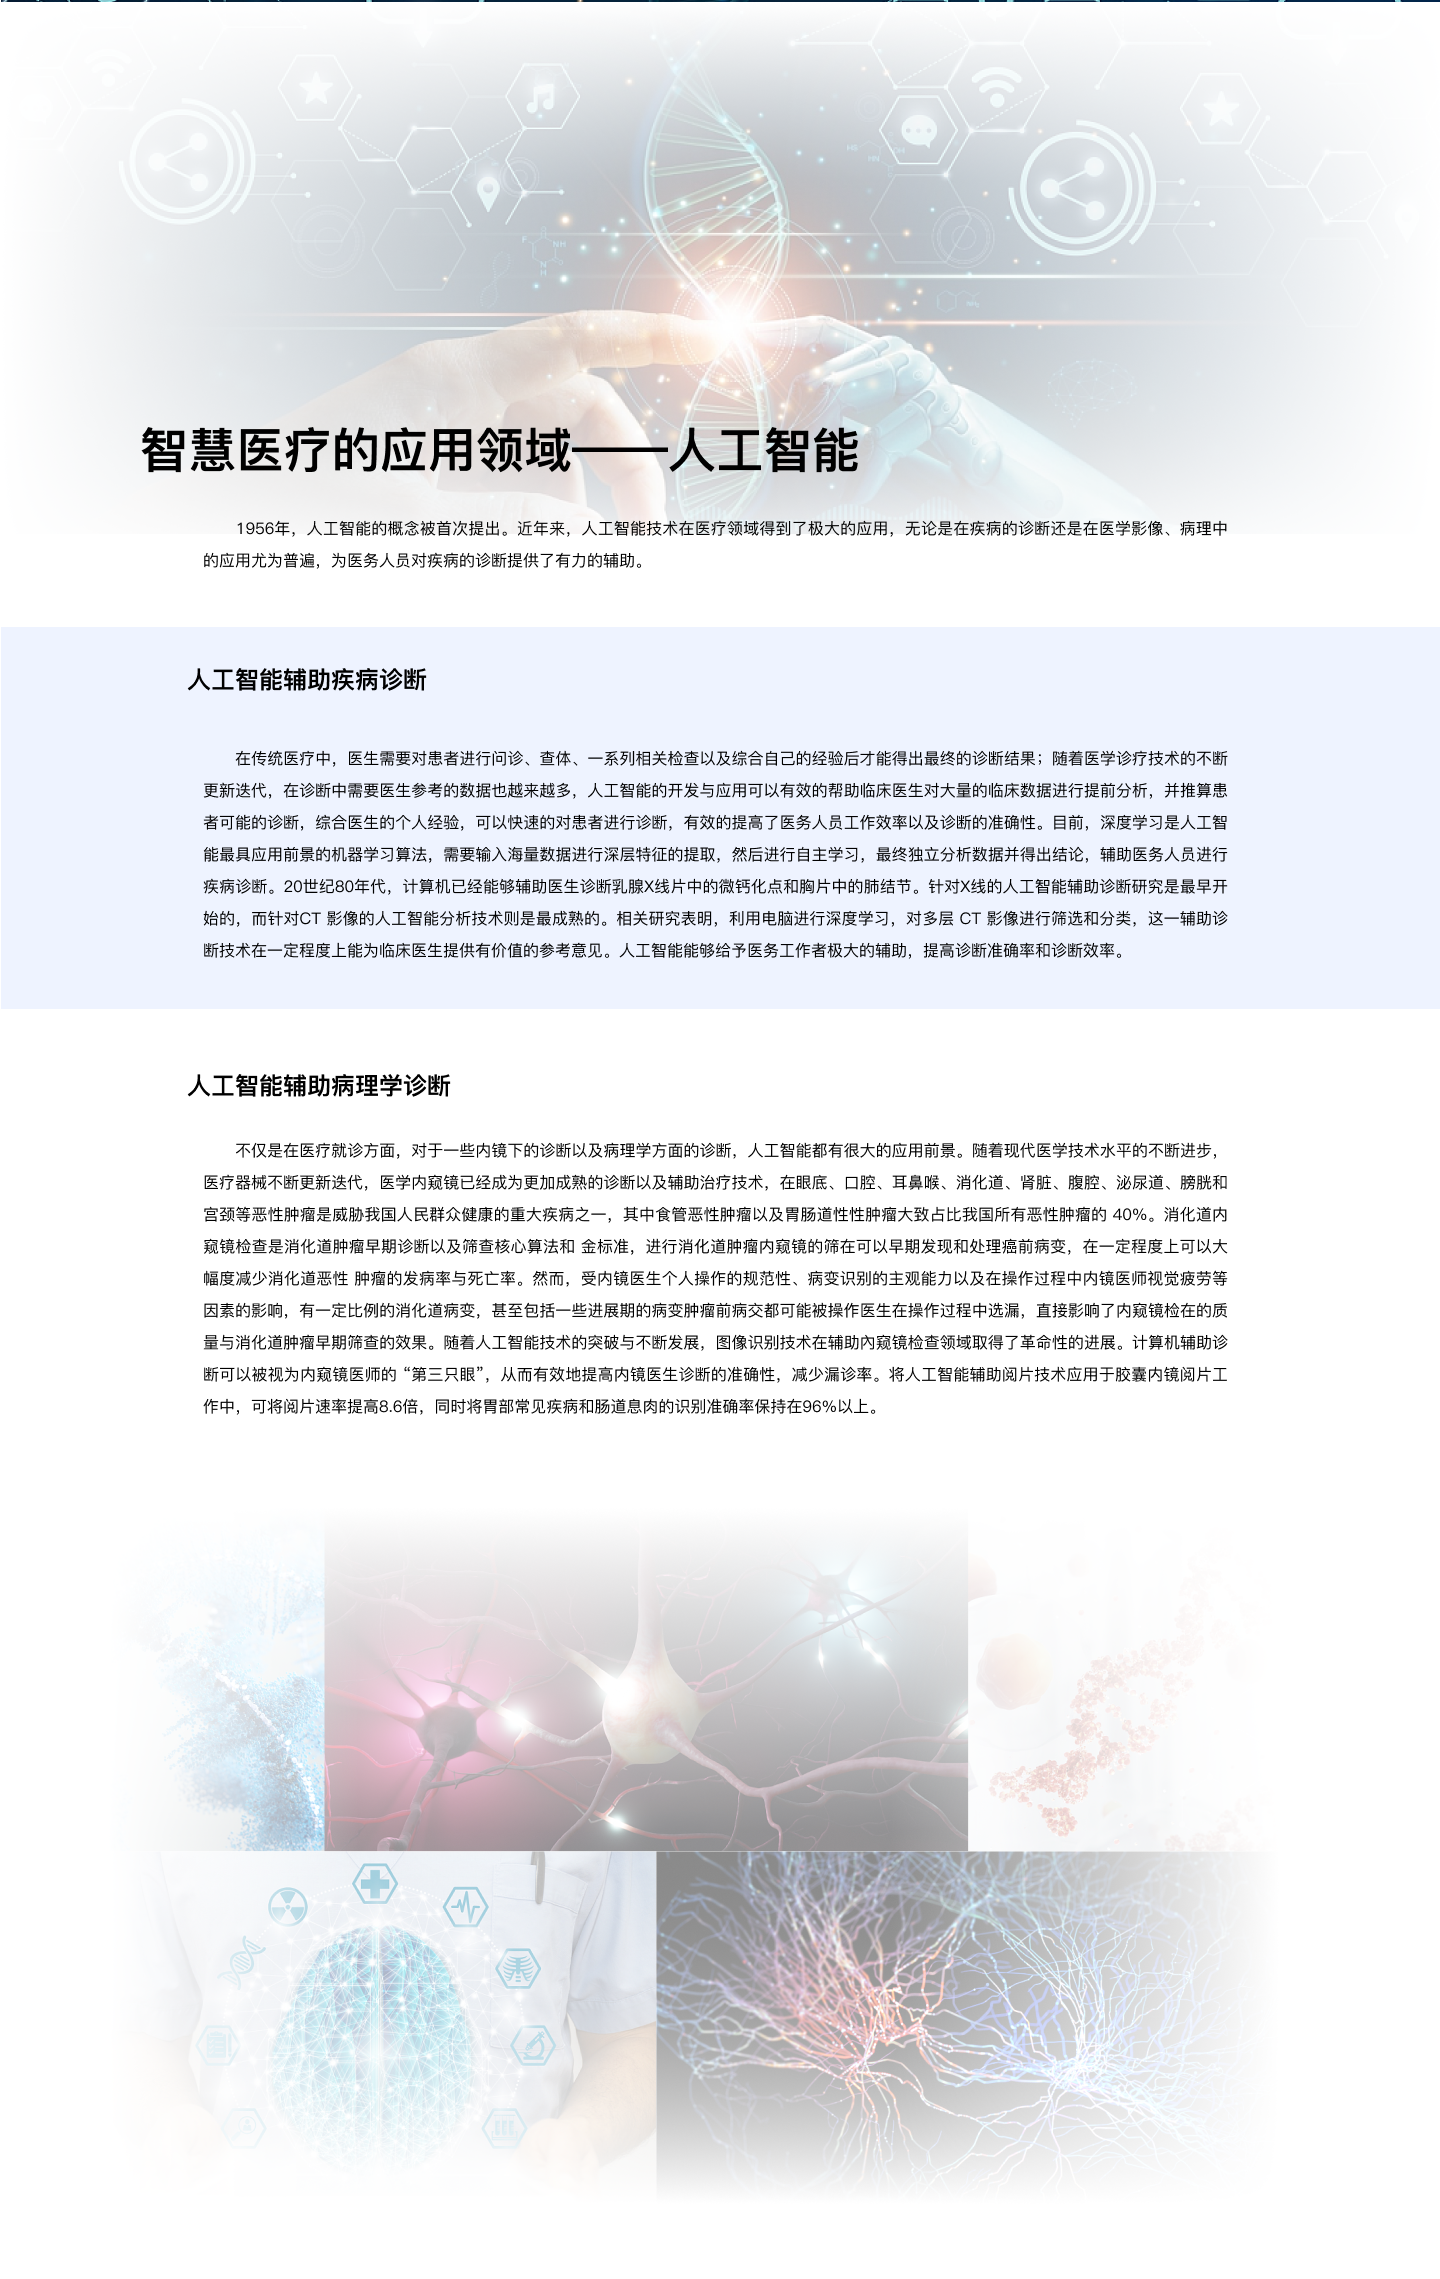 智慧医疗的应用领域——人工智能
1956年，人工智能的概念被首次提出。近年来，人工智能技术在医疗领域得到了极大的应用，无论是在疾病的诊断还是在医学影像、病理中
的应用尤为普遍，为医务人员对疾病的诊断提供了有力的辅助。
人工智能辅助疾病诊断
在传统医疗中，医生需要对患者进行问诊、查体、一系列相关检查以及综合自己的经验后才能得出最终的诊断结果；随着医学诊疗技术的不断
更新迭代，在诊断中需要医生参考的数据也越来越多，人工智能的开发与应用可以有效的帮助临床医生对大量的临床数据进行提前分析，并推算患
者可能的诊断，综合医生的个人经验，可以快速的对患者进行诊断，有效的提高了医务人员工作效率以及诊断的准确性。目前，深度学习是人工智
能最具应用前景的机器学习算法，需要输入海量数据进行深层特征的提取，然后进行自主学习，最终独立分析数据并得出结论，辅助医务人员进行
疾病诊断。20世纪80年代，计算机已经能够辅助医生诊断乳腺X线片中的微钙化点和胸片中的肺结节。针对X线的人工智能辅助诊断研究是最早开
始的，而针对CT 影像的人工智能分析技术则是最成熟的。相关研究表明，利用电脑进行深度学习，对多层 CT 影像进行筛选和分类，这一辅助诊
断技术在一定程度上能为临床医生提供有价值的参考意见。人工智能能够给予医务工作者极大的辅助，提高诊断准确率和诊断效率。
人工智能辅助病理学诊断
不仅是在医疗就诊方面，对于一些内镜下的诊断以及病理学方面的诊断，人工智能都有很大的应用前景。随着现代医学技术水平的不断进步，
医疗器械不断更新迭代，医学内窥镜已经成为更加成熟的诊断以及辅助治疗技术，在眼底、口腔、耳鼻喉、消化道、肾脏、腹腔、泌尿道、膀胱和
宫颈等恶性肿瘤是威胁我国人民群众健康的重大疾病之一，其中食管恶性肿瘤以及胃肠道性性肿瘤大致占比我国所有恶性肿瘤的 40%。消化道内
窥镜检查是消化道肿瘤早期诊断以及筛查核心算法和 金标准，进行消化道肿瘤内窥镜的筛在可以早期发现和处理癌前病变，在一定程度上可以大
幅度减少消化道恶性 肿瘤的发病率与死亡率。然而，受内镜医生个人操作的规范性、病变识别的主观能力以及在操作过程中内镜医师视觉疲劳等
因素的影响，有一定比例的消化道病变，甚至包括一些进展期的病变肿瘤前病交都可能被操作医生在操作过程中选漏，直接影响了内窥镜检在的质
量与消化道肿瘤早期筛查的效果。随着人工智能技术的突破与不断发展，图像识别技术在辅助內窥镜检查领域取得了革命性的进展。计算机辅助诊
断可以被视为内窥镜医师的 “第三只眼”，从而有效地提高内镜医生诊断的准确性，减少漏诊率。将人工智能辅助阅片技术应用于胶囊内镜阅片工
作中，可将阅片速率提高8.6倍，同时将胃部常见疾病和肠道息肉的识别准确率保持在96%以上。